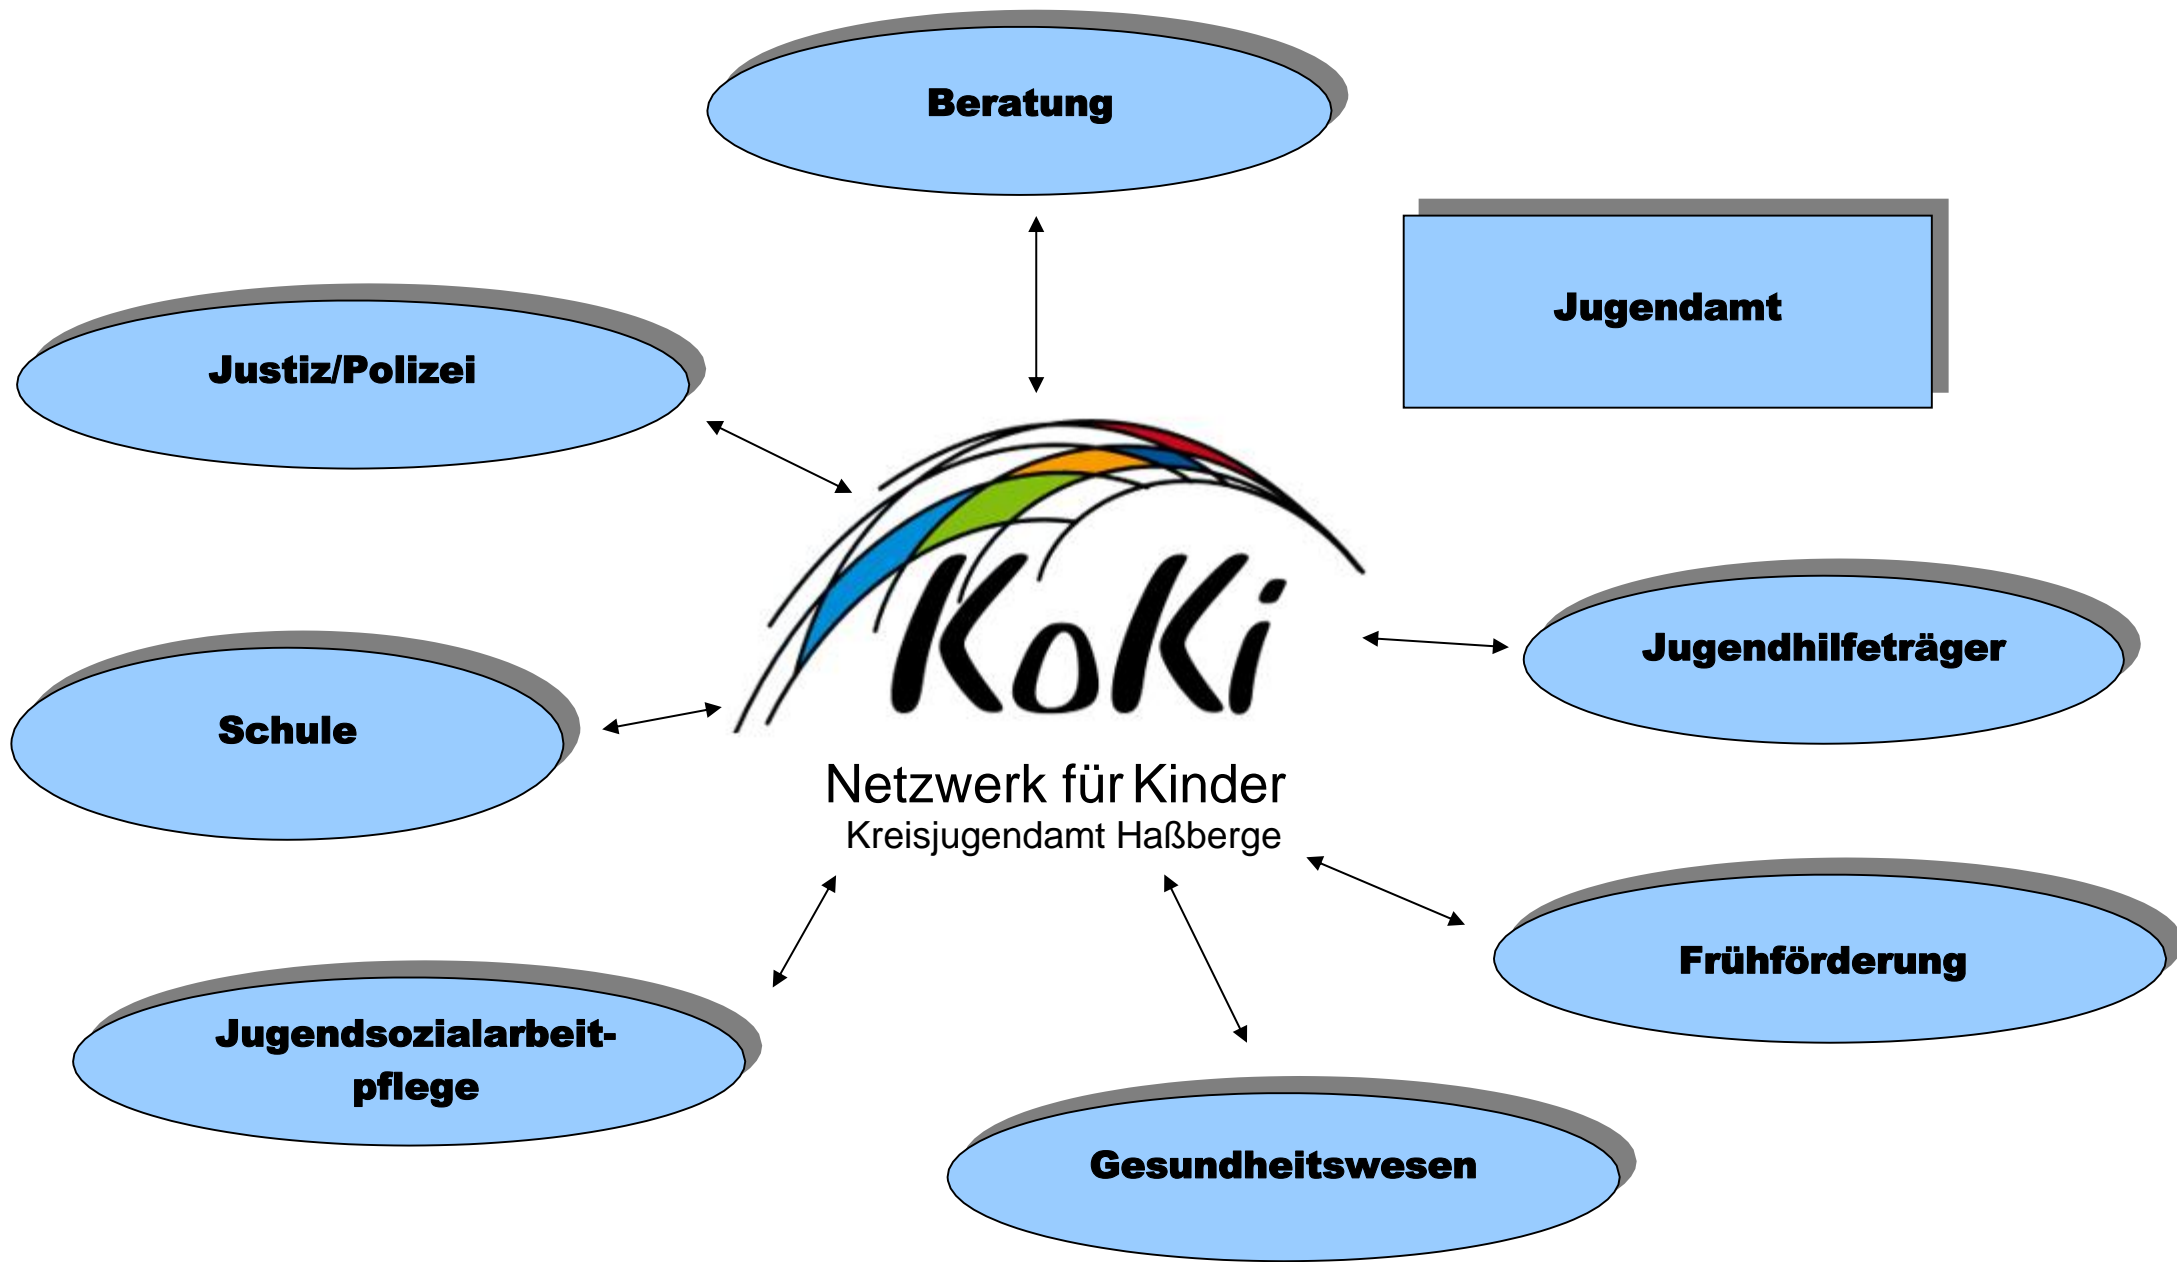 Beratung
Jugendamt
Justiz/Polizei
KoKi
Jugendhilfeträger
Schule
Netzwerk für Kinder
Kreisjugendamt Haßberge
Frühförderung
Jugendsozialarbeit-
pflege
Gesundheitswesen